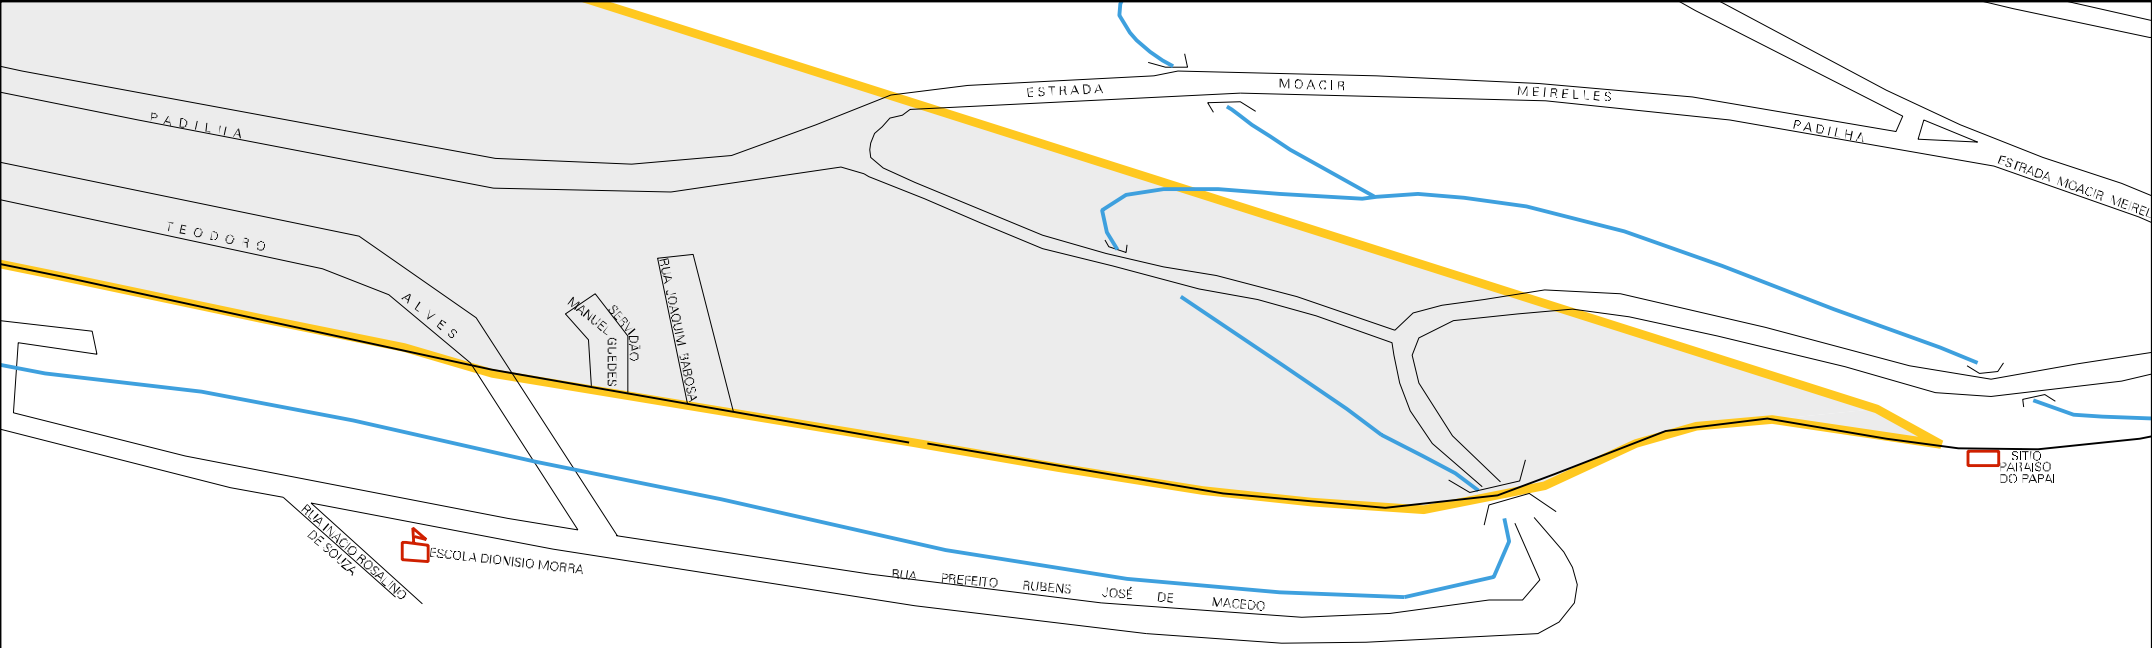 ESTRADA MOACIR MEIRELLES PADILHA
PADILHA
ESTRADA MOACIR MEIREL
TEODORO
ALVES
SERVIDÃO
MANUEL GUEDES
RUA JOAQUIM BABOSA
SITIO
PARAISO
DO PAPAI
RUA INACIO ROSALINO
DE SOUZA
ESCOLA DIONISIO MORRA
RUA PREFEITO RUBENS JOSÉ DE MACEDO